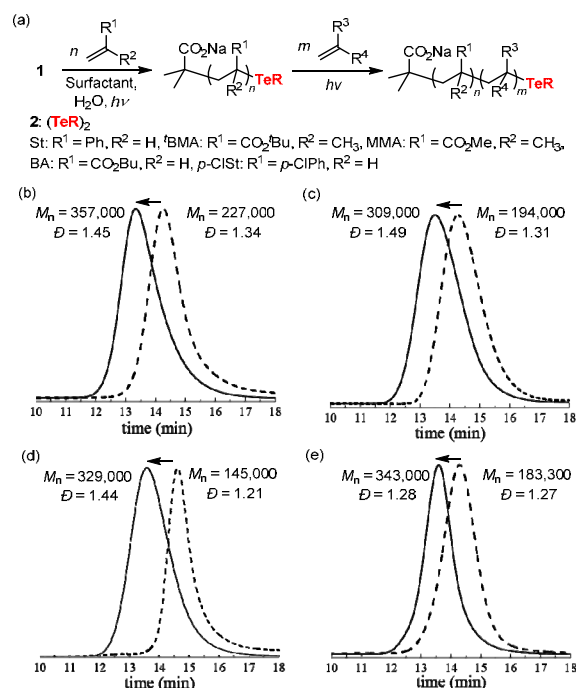 (a)
n R¹ R²
1
Surfactant,
H₂O, hν
CO₂Na R¹
R² n TeR
m R³ R⁴
hν
CO₂Na R¹ R³
R² n R⁴ m TeR
2: (TeR)₂
St: R¹ = Ph, R² = H, ᵗBMA: R¹ = CO₂ᵗBu, R² = CH₃, MMA: R¹ = CO₂Me, R² = CH₃,
BA: R¹ = CO₂Bu, R² = H, p-ClSt: R¹ = p-ClPh, R² = H
(b)
Mn = 357,000 Mn = 227,000
Đ = 1.45 Đ = 1.34
10 11 12 13 14 15 16 17 18
time (min)
(c)
Mn = 309,000 Mn = 194,000
Đ = 1.49 Đ = 1.31
10 11 12 13 14 15 16 17 18
time (min)
(d)
Mn = 329,000 Mn = 145,000
Đ = 1.44 Đ = 1.21
10 11 12 13 14 15 16 17 18
time (min)
(e)
Mn = 343,000 Mn = 183,300
Đ = 1.28 Đ = 1.27
10 11 12 13 14 15 16 17 18
time (min)